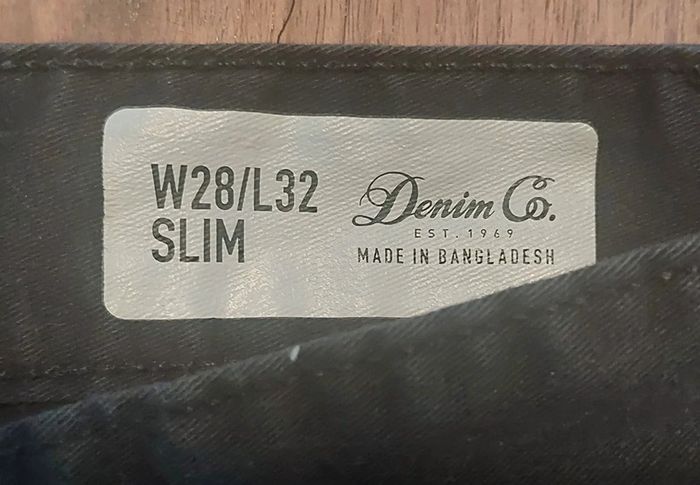 W28/L32
SLIM
Denim Co.
EST. 1969
MADE IN BANGLADESH